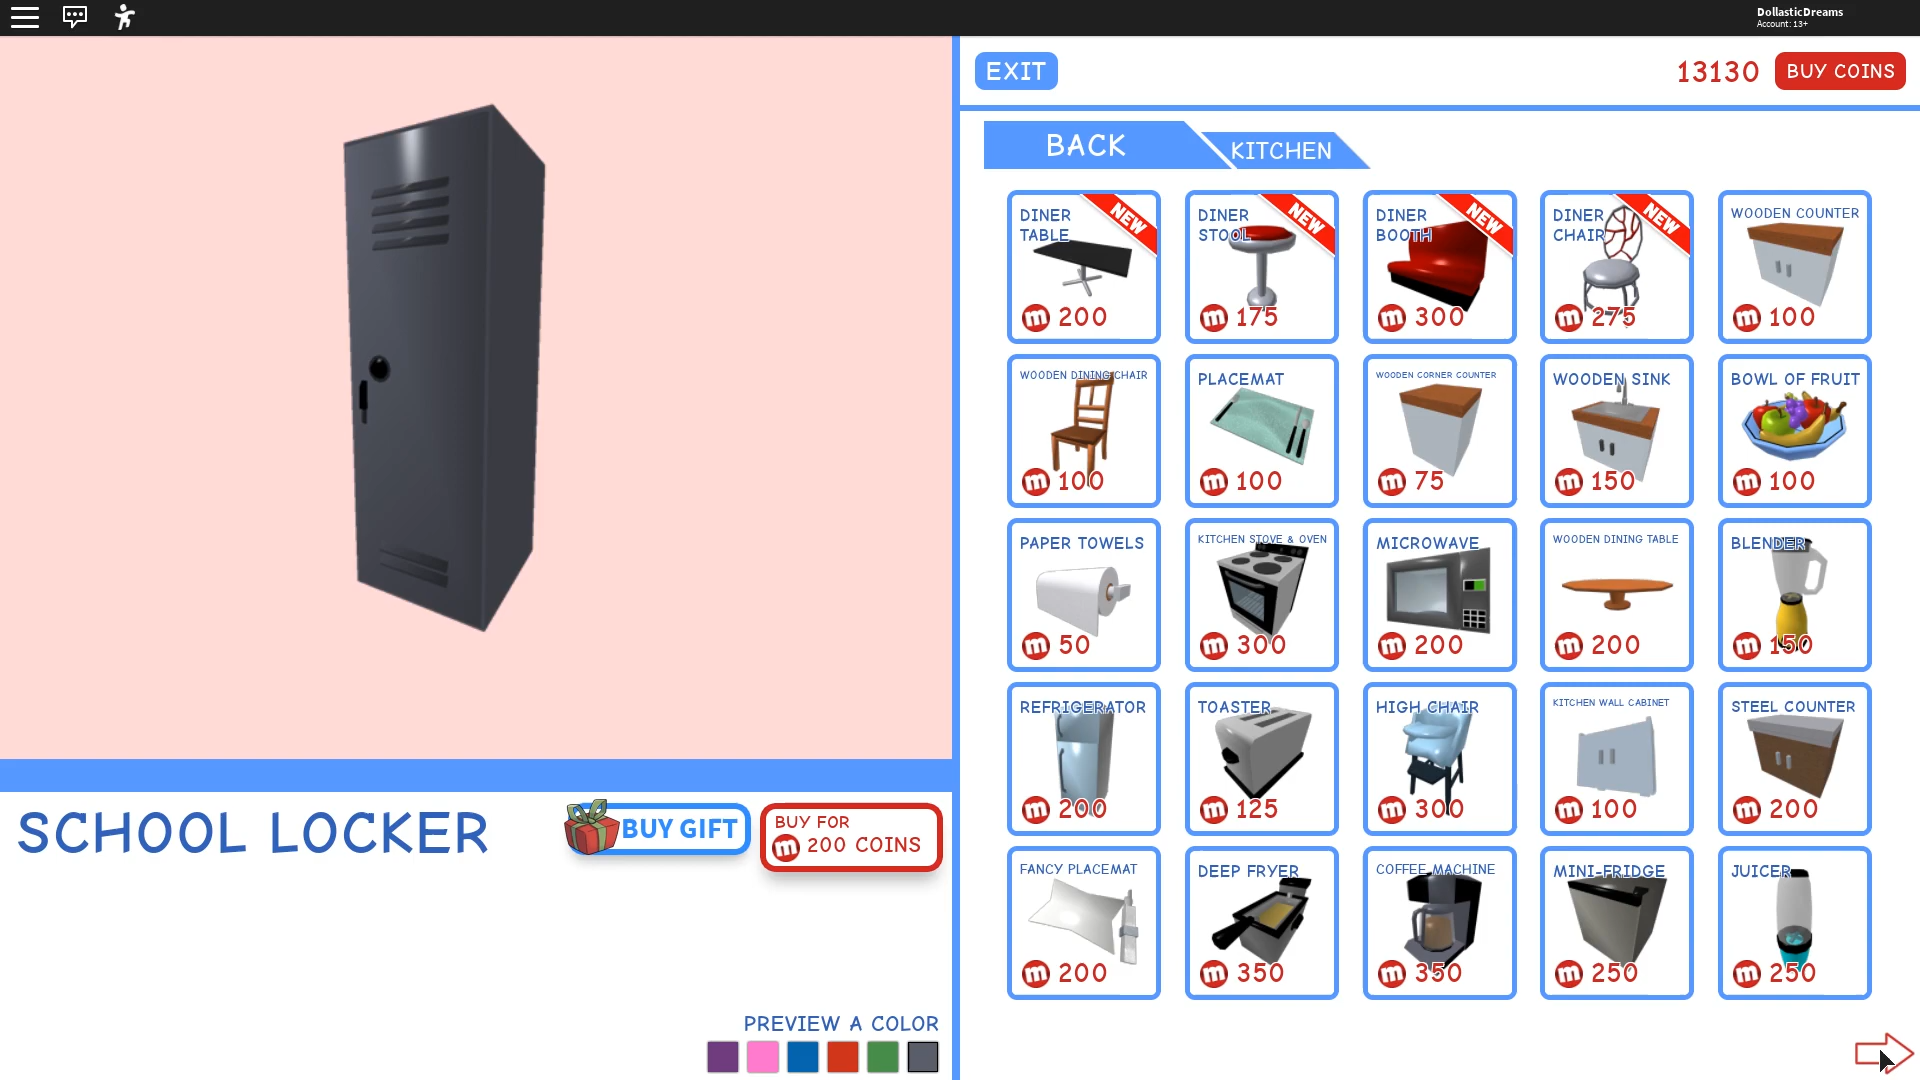 DollasticDreams
Account: 13+
EXIT
13130
BUY COINS
BACK
KITCHEN
DINER
TABLE
NEW
m 200
DINER
STOOL
NEW
m 175
DINER
BOOTH
NEW
m 300
DINER
CHAIR
NEW
m 275
WOODEN COUNTER
m 100
WOODEN DINING CHAIR
m 100
PLACEMAT
m 100
WOODEN CORNER COUNTER
m 75
WOODEN SINK
m 150
BOWL OF FRUIT
m 100
PAPER TOWELS
m 50
KITCHEN STOVE & OVEN
m 300
MICROWAVE
m 200
WOODEN DINING TABLE
m 200
BLENDER
m 150
REFRIGERATOR
m 200
TOASTER
m 125
HIGH CHAIR
m 300
KITCHEN WALL CABINET
m 100
STEEL COUNTER
m 200
FANCY PLACEMAT
m 200
DEEP FRYER
m 350
COFFEE MACHINE
m 350
MINI-FRIDGE
m 250
JUICER
m 250
SCHOOL LOCKER
BUY GIFT
BUY FOR
m 200 COINS
PREVIEW A COLOR